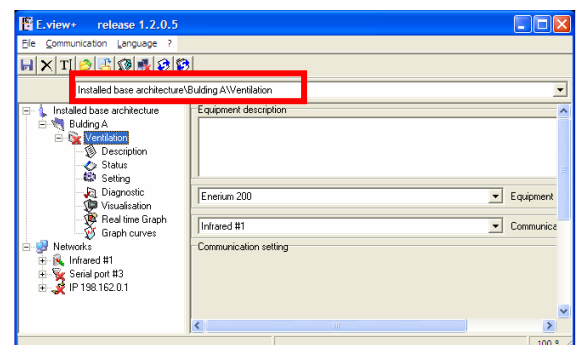 E.view+ release 1.2.0.5
File Communication Language ?
Installed base architecture\Bulding A\Ventilation
Installed base architecture
Bulding A
Ventilation
Description
Status
Setting
Diagnostic
Visualisation
Real time Graph
Graph curves
Networks
Infrared #1
Serial port #3
IP 198.162.0.1
Equipment description
Enerium 200 Equipment
Infrared #1 Communica
Communication setting